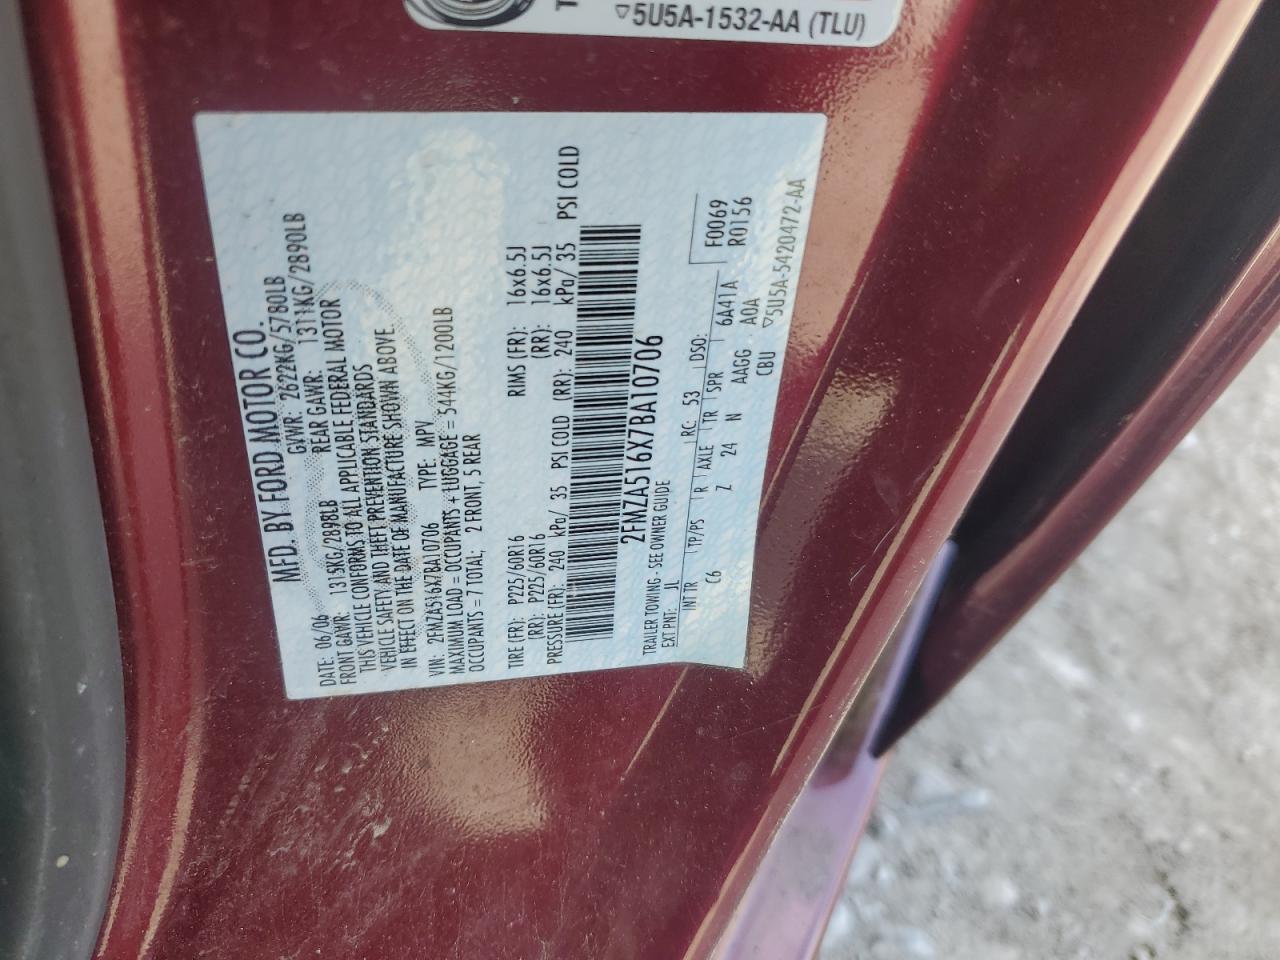 5U5A-1532-AA (TLU)
MFD. BY FORD MOTOR CO.
DATE: 06/06 GVWR: 2622KG/5780LB
FRONT GAWR: 1315KG/2898LB REAR GAWR: 1311KG/2890LB
THIS VEHICLE CONFORMS TO ALL APPLICABLE FEDERAL MOTOR
VEHICLE SAFETY AND THEFT PREVENTION STANDARDS
IN EFFECT ON THE DATE OF MANUFACTURE SHOWN ABOVE.
VIN: 2FMZA516X7BA10706 TYPE: MPV
MAXIMUM LOAD = OCCUPANTS + LUGGAGE = 544KG/1200LB
OCCUPANTS = 7 TOTAL; 2 FRONT, 5 REAR
TIRE (FR): P225/60R16 RIMS (FR): 16x6.5J
(RR): P225/60R16 (RR): 16x6.5J
PRESSURE (FR): 240 kPa/ 35 PSI COLD (RR): 240 kPa/ 35 PSI COLD
2FMZA516X7BA10706
TRAILER TOWING - SEE OWNER GUIDE
F0069
R0156
EXT PNT: JL RC: 53 DSO:
INT TR TP/PS R AXLE TR SPR 6A41A
C6 Z 24 N AAGG A0A
CBU 5U5A-5420472-AA